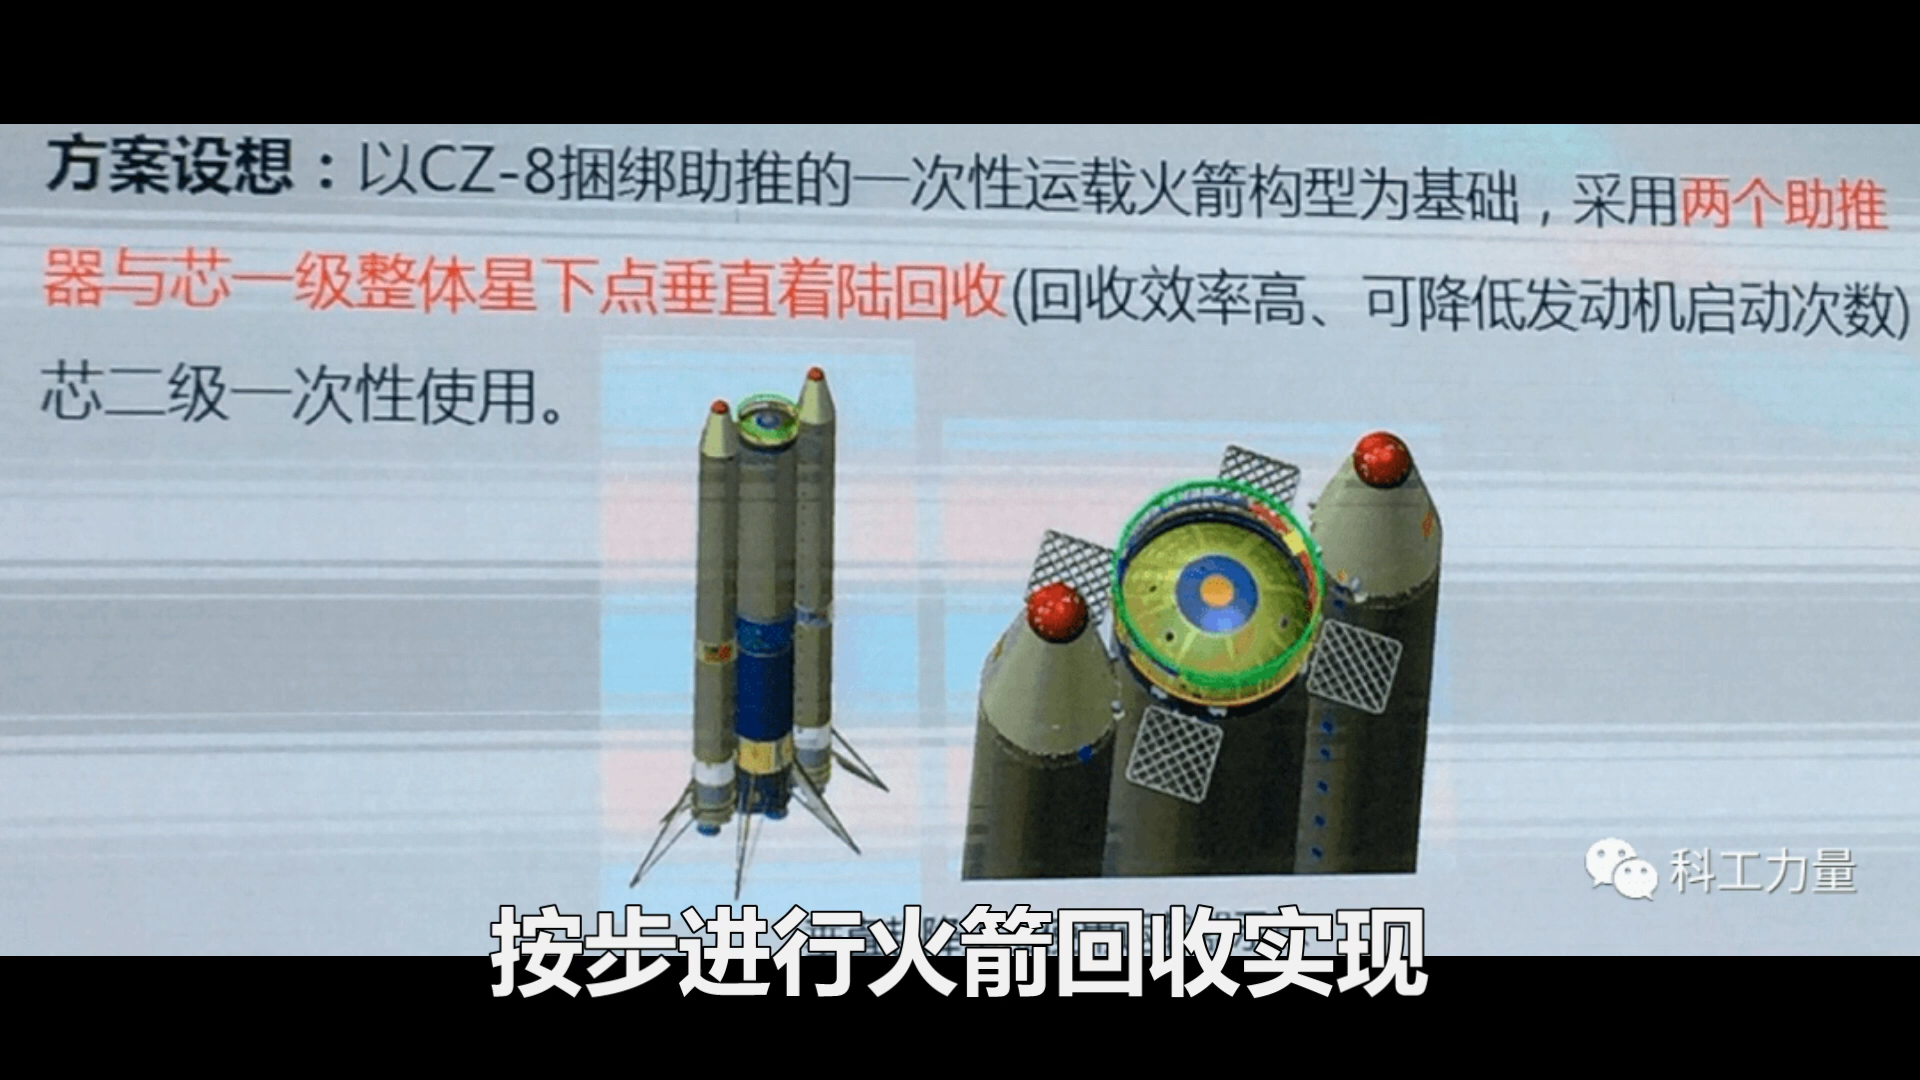 方案设想：以CZ-8捆绑助推的一次性运载火箭构型为基础，采用两个助推
器与芯一级整体星下点垂直着陆回收(回收效率高、可降低发动机启动次数)
芯二级一次性使用。
科工力量
按步进行火箭回收实现